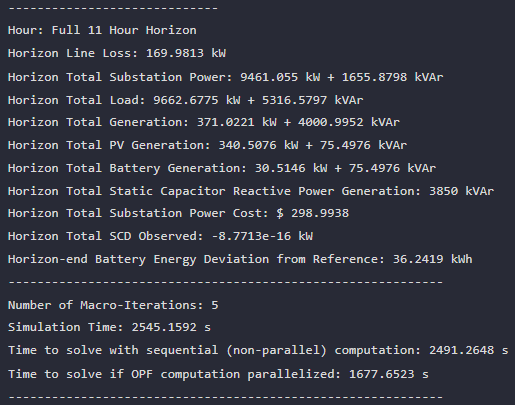 -----------------------------
Hour: Full 11 Hour Horizon
Horizon Line Loss: 169.9813 kW
Horizon Total Substation Power: 9461.055 kW + 1655.8798 kVAr
Horizon Total Load: 9662.6775 kW + 5316.5797 kVAr
Horizon Total Generation: 371.0221 kW + 4000.9952 kVAr
Horizon Total PV Generation: 340.5076 kW + 75.4976 kVAr
Horizon Total Battery Generation: 30.5146 kW + 75.4976 kVAr
Horizon Total Static Capacitor Reactive Power Generation: 3850 kVAr
Horizon Total Substation Power Cost: $ 298.9938
Horizon Total SCD Observed: -8.7713e-16 kW
Horizon-end Battery Energy Deviation from Reference: 36.2419 kWh
------------------------------------------------------------
Number of Macro-Iterations: 5
Simulation Time: 2545.1592 s
Time to solve with sequential (non-parallel) computation: 2491.2648 s
Time to solve if OPF computation parallelized: 1677.6523 s
------------------------------------------------------------